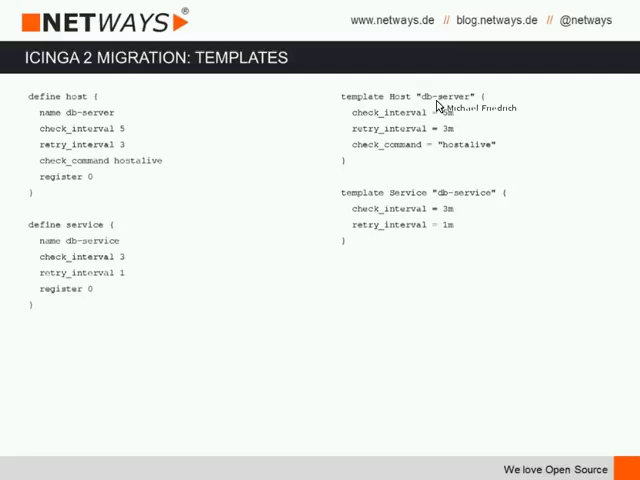 NETWAYS®
www.netways.de // blog.netways.de // @netways
ICINGA 2 MIGRATION: TEMPLATES
define host {
name db-server
check_interval 5
retry_interval 3
check_command hostalive
register 0
}
define service {
name db-service
check_interval 3
retry_interval 1
register 0
}
template Host "db-server" {
Michael Friedrich
check_interval = 5m
retry_interval = 3m
check_command = "hostalive"
}
template Service "db-service" {
check_interval = 3m
retry_interval = 1m
}
We love Open Source